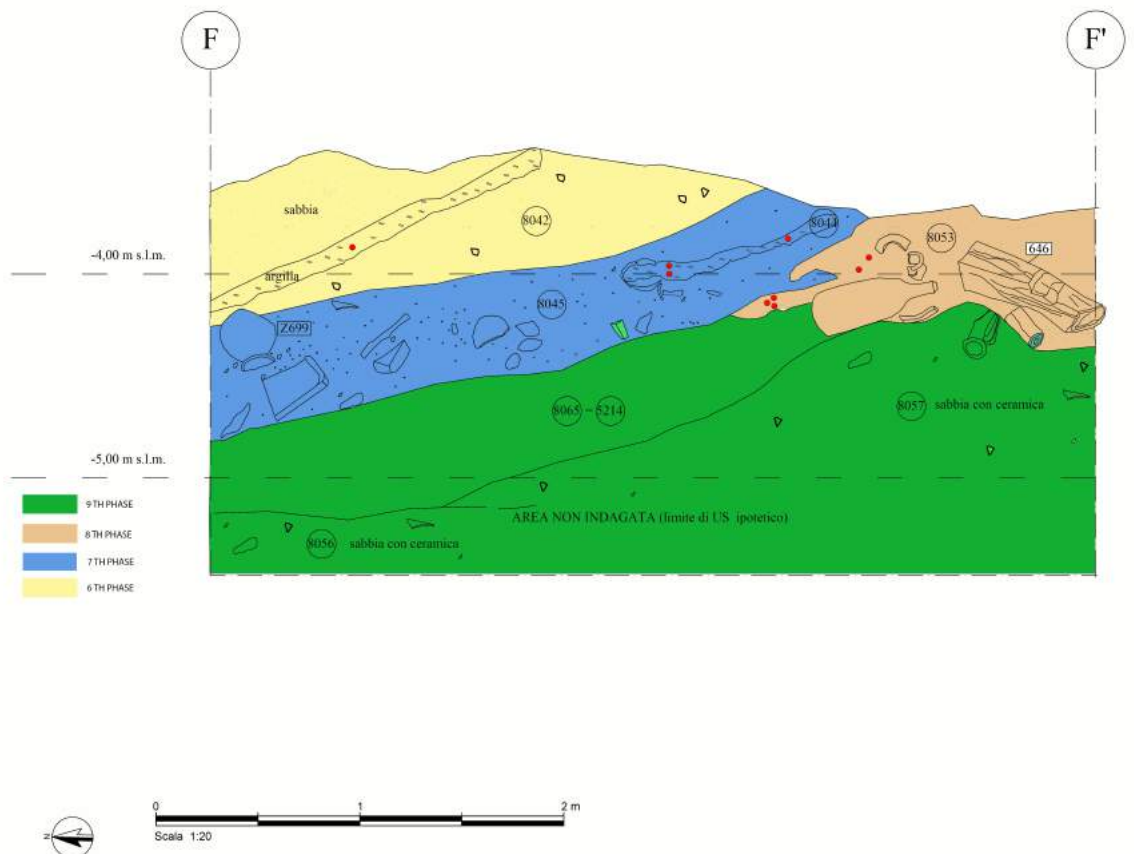 F F'
sabbia
8042
8044
8053
646
-4,00 m s.l.m.
argilla
8045
Z699
8065 – 5214
8057 sabbia con ceramica
-5,00 m s.l.m.
9 TH PHASE
8 TH PHASE
7 TH PHASE
6 TH PHASE
AREA NON INDAGATA (limite di US ipotetico)
8056 sabbia con ceramica
0 1 2 m
Scala 1:20
N